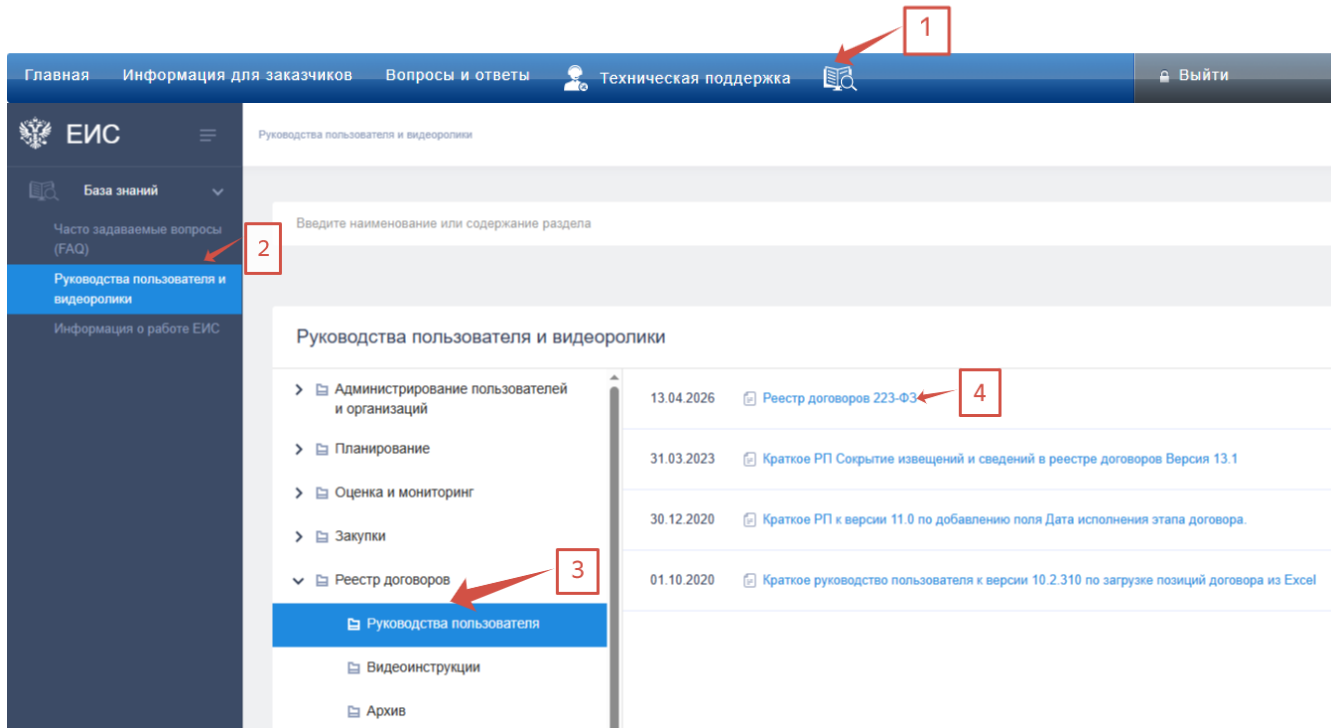 1
Главная Информация для заказчиков Вопросы и ответы Техническая поддержка Выйти
ЕИС
Руководства пользователя и видеоролики
База знаний
Часто задаваемые вопросы
(FAQ)
2
Руководства пользователя и
видеоролики
Информация о работе ЕИС
Введите наименование или содержание раздела
Руководства пользователя и видеоролики
Администрирование пользователей
и организаций
Планирование
Оценка и мониторинг
Закупки
Реестр договоров
3
Руководства пользователя
Видеоинструкции
Архив
13.04.2026 Реестр договоров 223-ФЗ
4
31.03.2023 Краткое РП Сокрытие извещений и сведений в реестре договоров Версия 13.1
30.12.2020 Краткое РП к версии 11.0 по добавлению поля Дата исполнения этапа договора.
01.10.2020 Краткое руководство пользователя к версии 10.2.310 по загрузке позиций договора из Excel